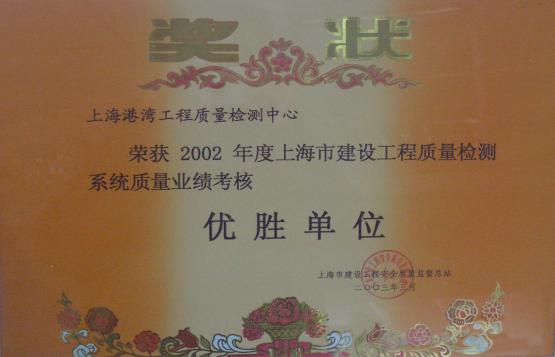 奖状
上海港湾工程质量检测中心
荣获 2002 年度上海市建设工程质量检测
系统质量业绩考核
优胜单位
上海市建设工程安全质量监督总站
二〇〇三年三月